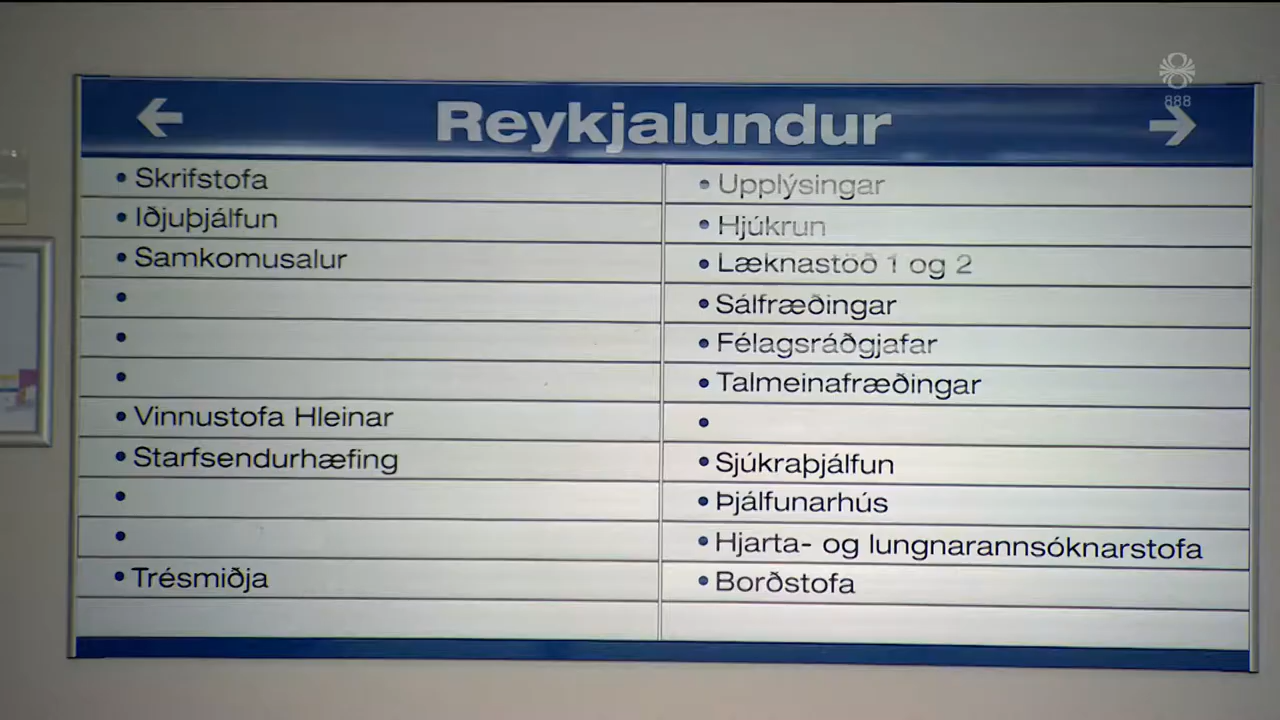 888
← Reykjalundur →
• Skrifstofa
• Iðjuþjálfun
• Samkomusalur
•
•
•
• Vinnustofa Hleinar
• Starfsendurhæfing
•
•
• Trésmiðja
• Upplýsingar
• Hjúkrun
• Læknastöð 1 og 2
• Sálfræðingar
• Félagsráðgjafar
• Talmeinafræðingar
•
• Sjúkraþjálfun
• Þjálfunarhús
• Hjarta- og lungnarannsóknarstofa
• Borðstofa